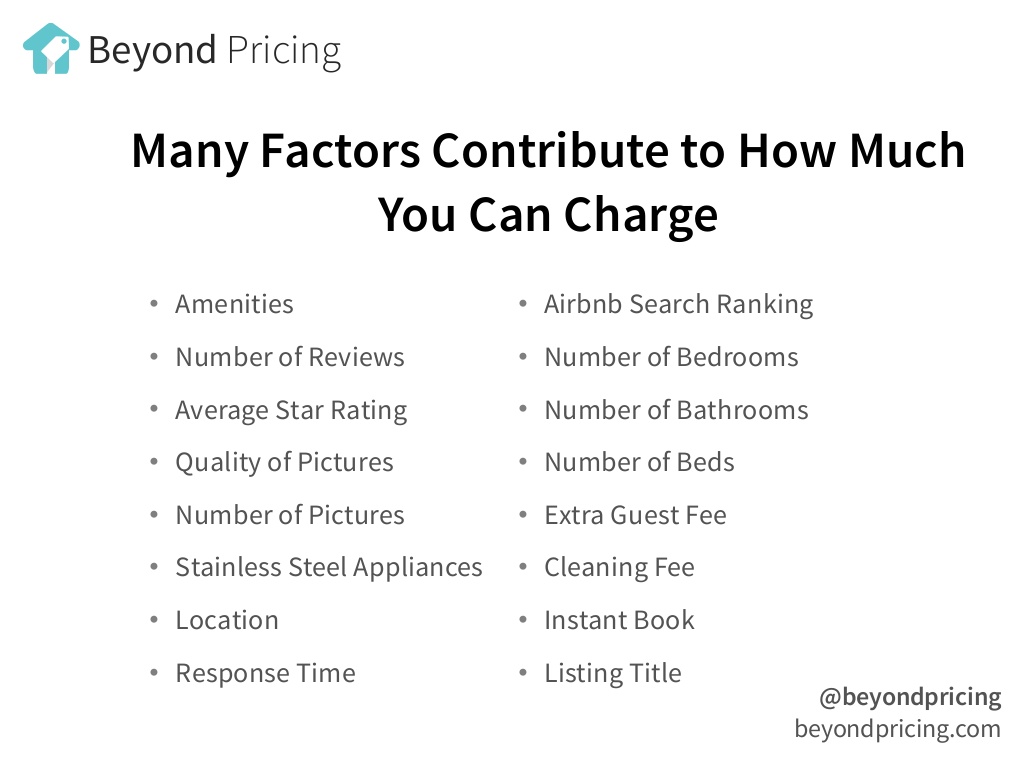 Beyond Pricing
Many Factors Contribute to How Much
You Can Charge
• Amenities
• Number of Reviews
• Average Star Rating
• Quality of Pictures
• Number of Pictures
• Stainless Steel Appliances
• Location
• Response Time
• Airbnb Search Ranking
• Number of Bedrooms
• Number of Bathrooms
• Number of Beds
• Extra Guest Fee
• Cleaning Fee
• Instant Book
• Listing Title
@beyondpricing
beyondpricing.com